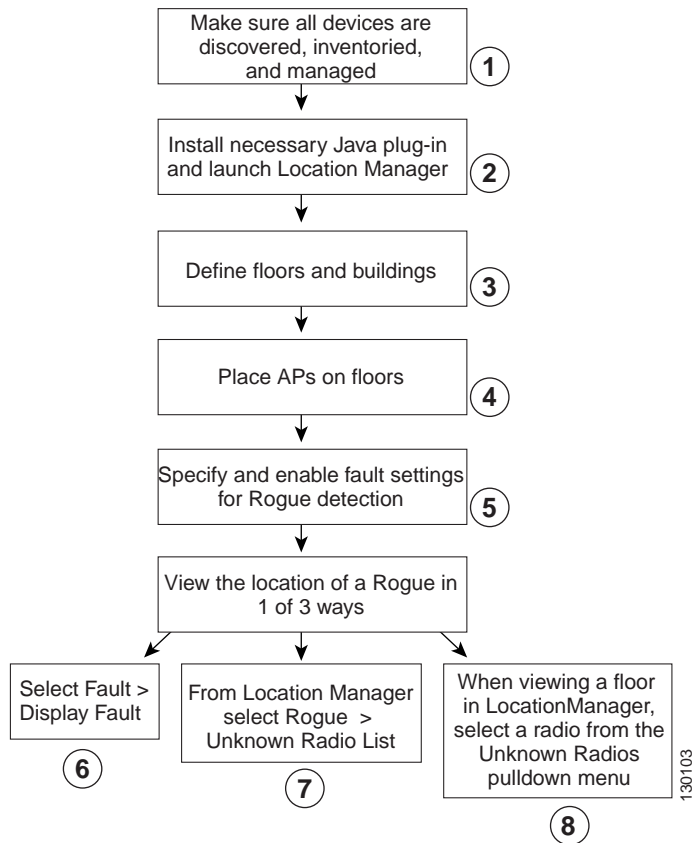 Make sure all devices are
discovered, inventoried,
and managed
1
Install necessary Java plug-in
and launch Location Manager
2
Define floors and buildings
3
Place APs on floors
4
Specify and enable fault settings
for Rogue detection
5
View the location of a Rogue in
1 of 3 ways
Select Fault >
Display Fault
6
From Location Manager
select Rogue >
Unknown Radio List
7
When viewing a floor
in LocationManager,
select a radio from the
Unknown Radios
pulldown menu
8
130103